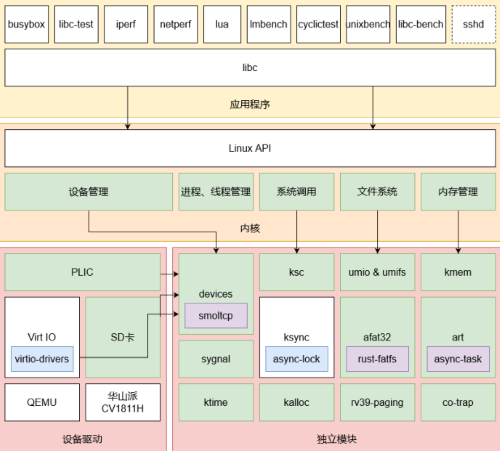 busybox
libc-test
iperf
netperf
lua
lmbench
cyclictest
unixbench
libc-bench
sshd
libc
应用程序
Linux API
设备管理
进程、线程管理
系统调用
文件系统
内存管理
内核
PLIC
Virt IO
virtio-drivers
SD卡
QEMU
华山派
CV1811H
设备驱动
devices
smoltcp
ksc
umio & umifs
kmem
sygnal
ksync
async-lock
afat32
rust-fatfs
art
async-task
ktime
kalloc
rv39-paging
co-trap
独立模块